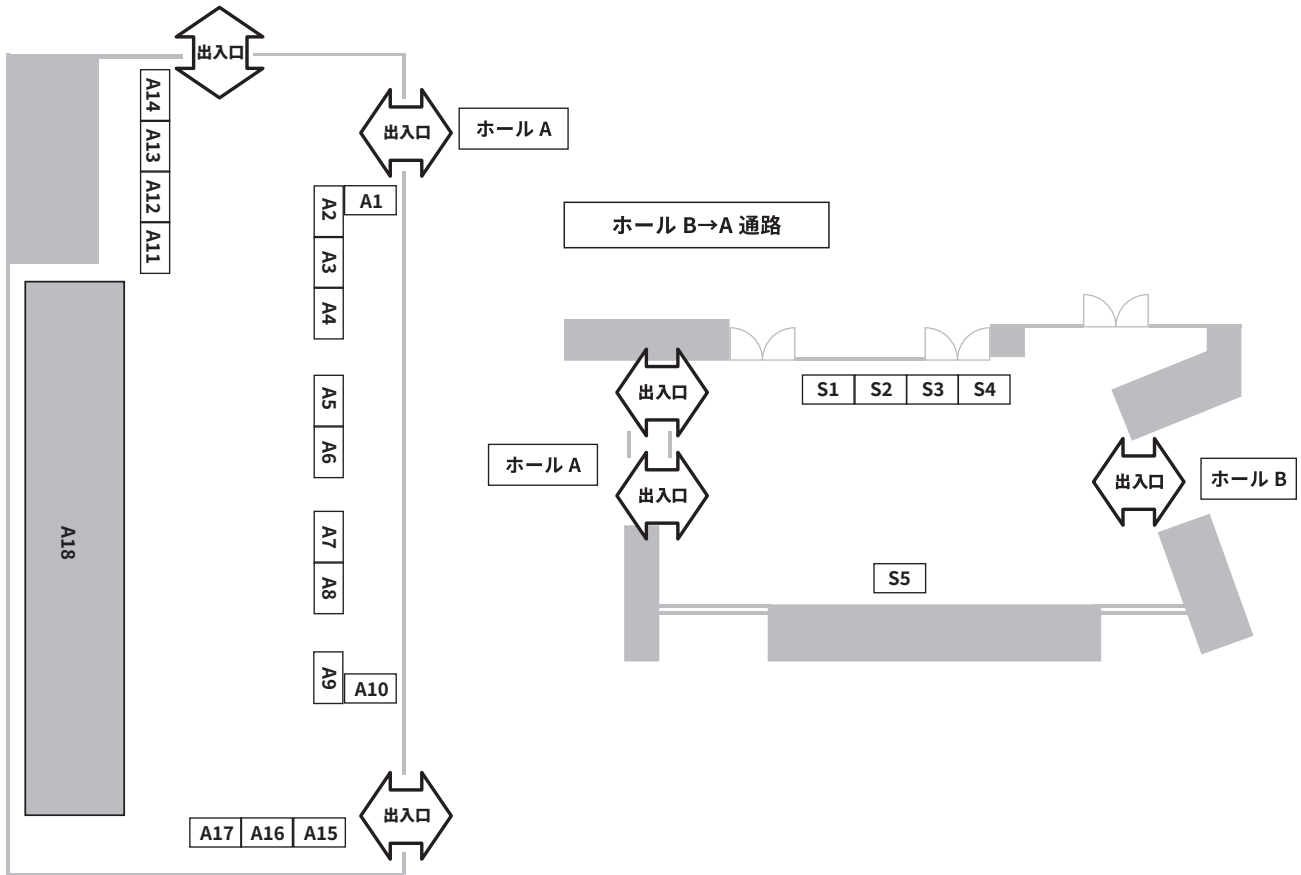 出入口
出入口
ホール A
A14
A13
A12
A11
A1
A2
A3
A4
A5
A6
A7
A8
A9
A10
A18
A17
A16
A15
出入口
ホール B→A 通路
出入口
S1
S2
S3
S4
ホール A
出入口
出入口
ホール B
S5